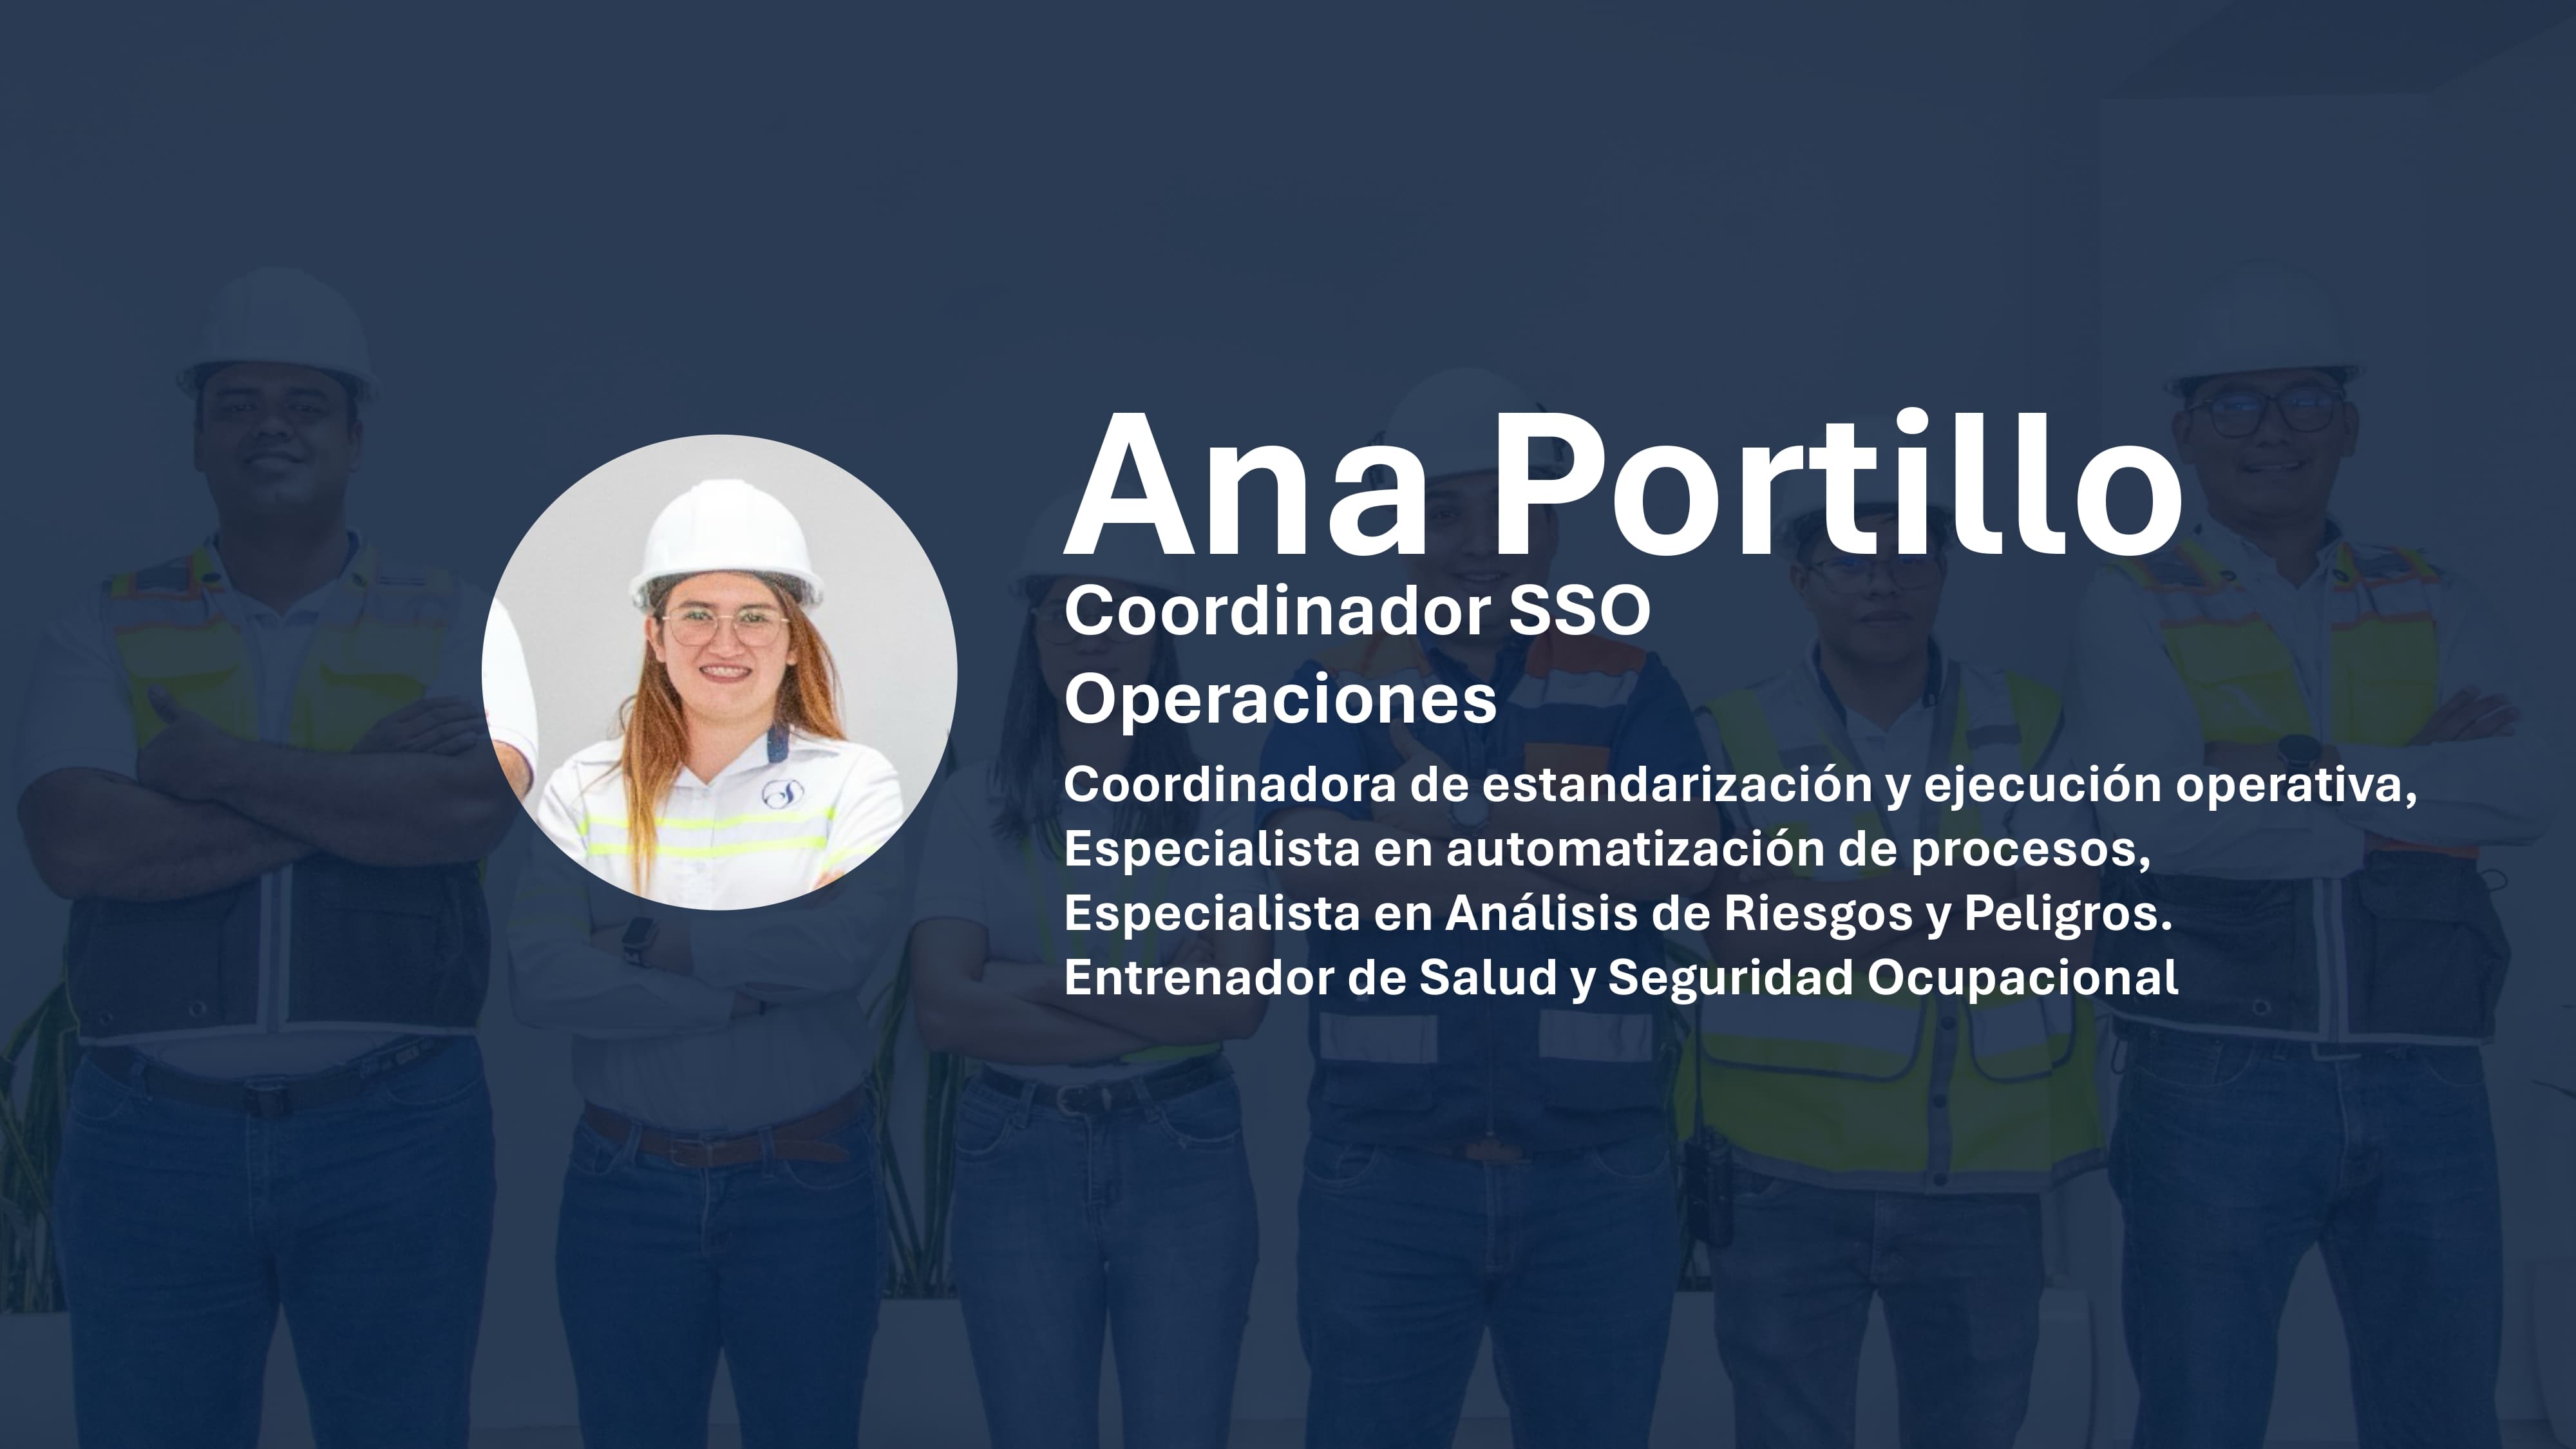 Ana Portillo
Coordinador SSO
Operaciones
Coordinadora de estandarización y ejecución operativa,
Especialista en automatización de procesos,
Especialista en Análisis de Riesgos y Peligros.
Entrenador de Salud y Seguridad Ocupacional